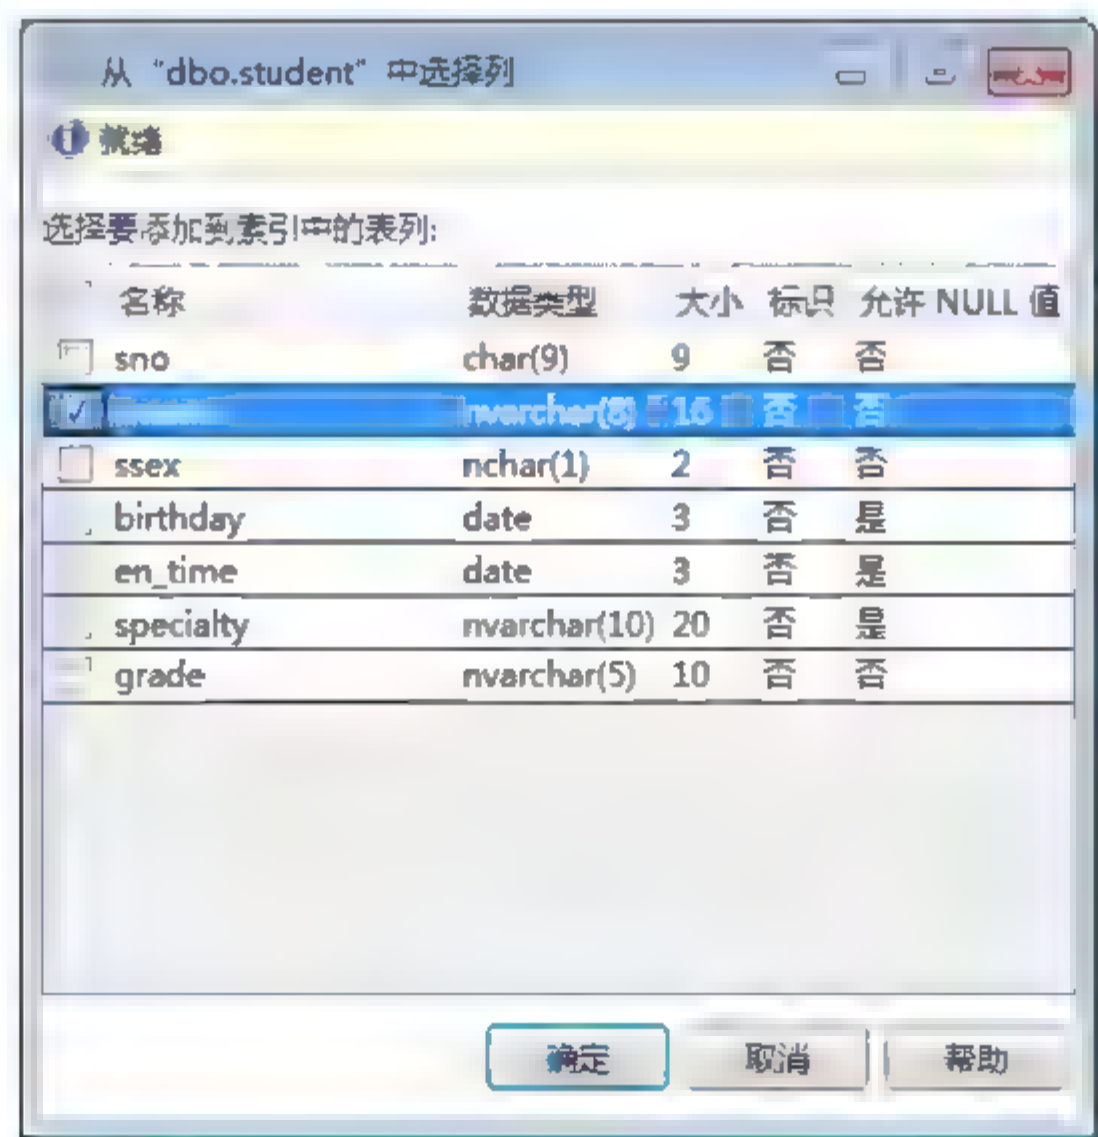 从 "dbo.student" 中选择列
就绪
选择要添加到索引中的表列:
名称 数据类型 大小 标识 允许 NULL 值
sno char(9) 9 否 否
nvarchar(8) 16 否 否
ssex nchar(1) 2 否 否
birthday date 3 否 是
en_time date 3 否 是
specialty nvarchar(10) 20 否 是
grade nvarchar(5) 10 否 否
确定 取消 帮助